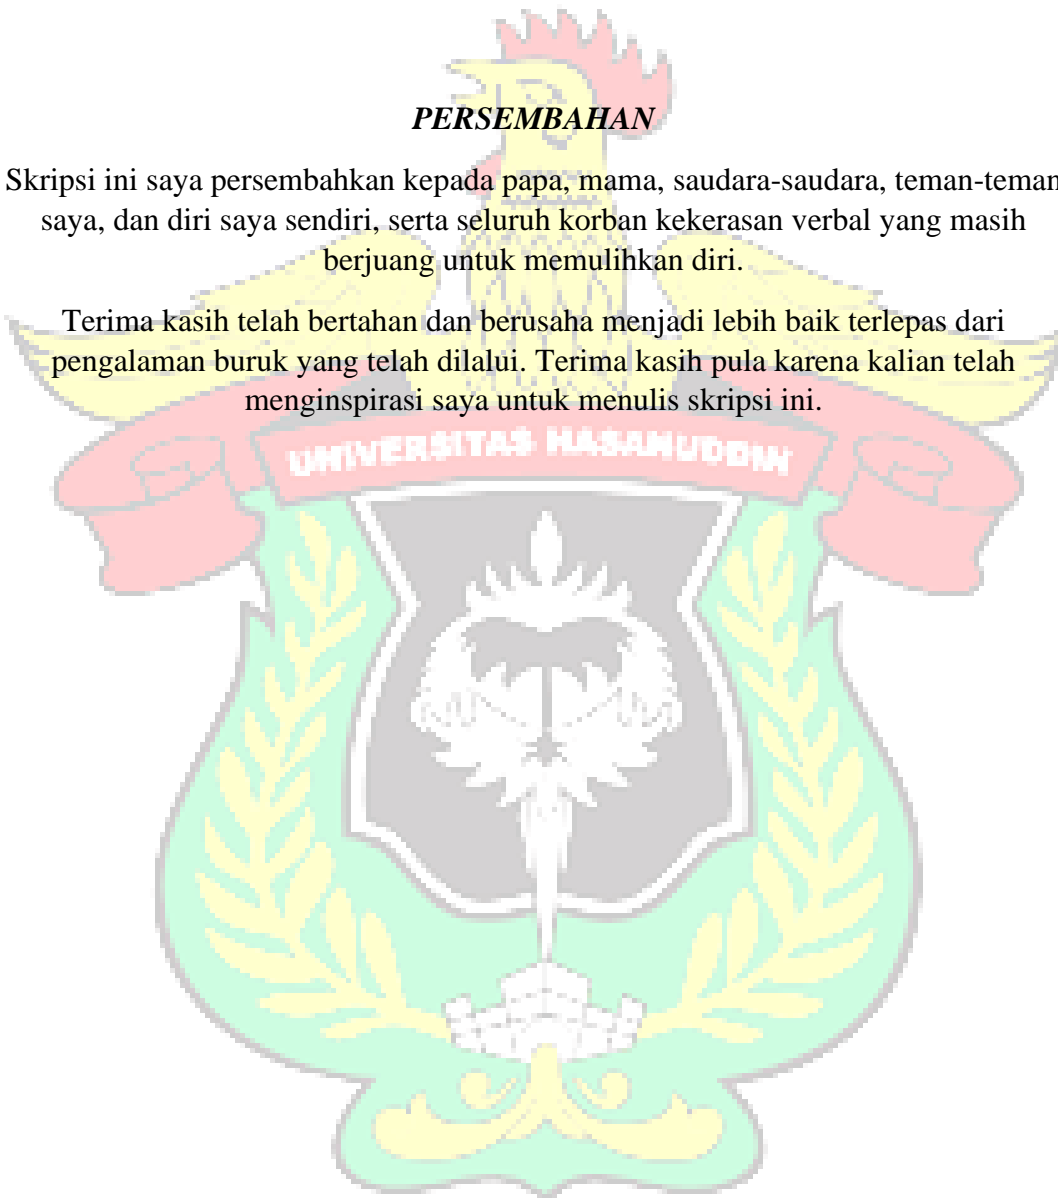 PERSEMBAHAN
Skripsi ini saya persembahkan kepada papa, mama, saudara-saudara, teman-teman
saya, dan diri saya sendiri, serta seluruh korban kekerasan verbal yang masih
berjuang untuk memulihkan diri.
Terima kasih telah bertahan dan berusaha menjadi lebih baik terlepas dari
pengalaman buruk yang telah dilalui. Terima kasih pula karena kalian telah
menginspirasi saya untuk menulis skripsi ini.
UNIVERSITAS HASANUDDIN